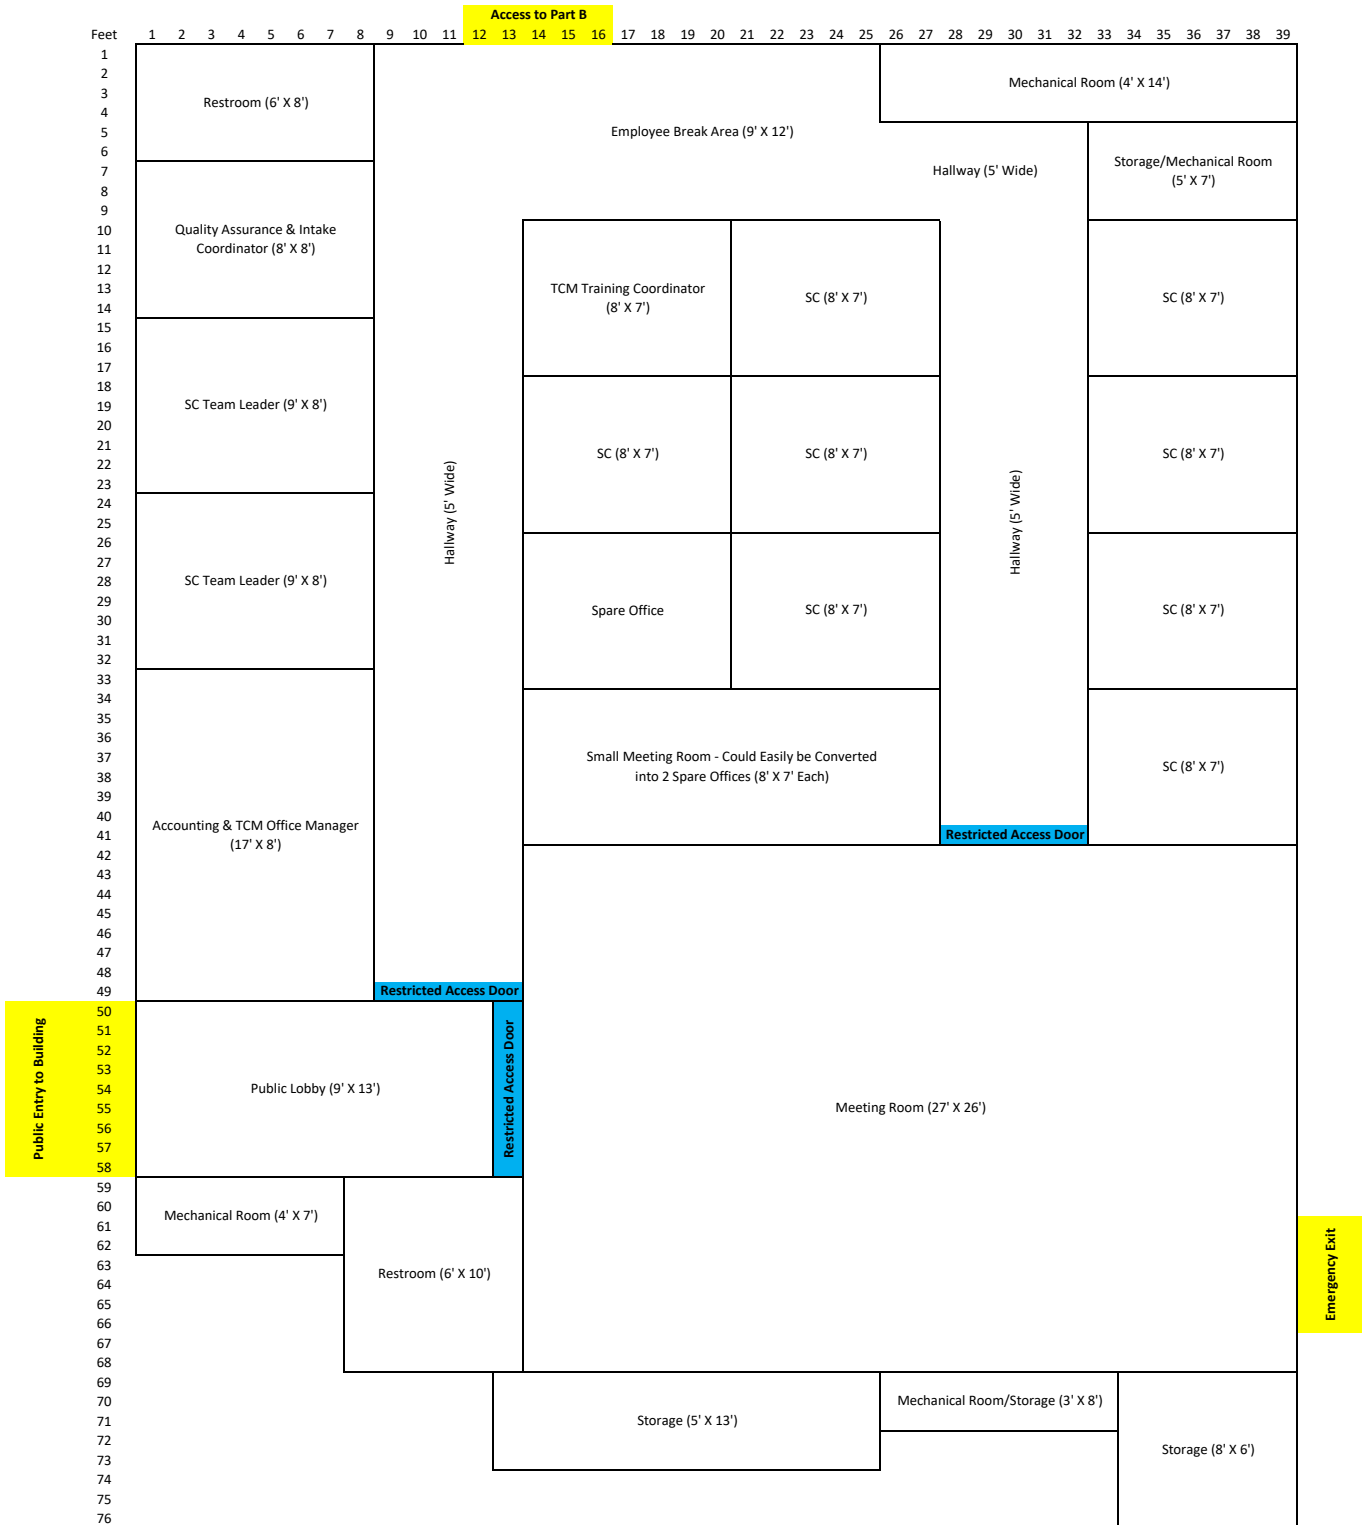 Access to Part B
Feet 1 2 3 4 5 6 7 8 9 10 11 12 13 14 15 16 17 18 19 20 21 22 23 24 25 26 27 28 29 30 31 32 33 34 35 36 37 38 39
1
2
3
4
5
6
7
8
9
10
11
12
13
14
15
16
17
18
19
20
21
22
23
24
25
26
27
28
29
30
31
32
33
34
35
36
37
38
39
40
41
42
43
44
45
46
47
48
49
50
51
52
53
54
55
56
57
58
59
60
61
62
63
64
65
66
67
68
69
70
71
72
73
74
75
76
Restroom (6' X 8')
Mechanical Room (4' X 14')
Employee Break Area (9' X 12')
Hallway (5' Wide)
Storage/Mechanical Room
(5' X 7')
Quality Assurance & Intake
Coordinator (8' X 8')
TCM Training Coordinator
(8' X 7')
SC (8' X 7')
SC (8' X 7')
SC Team Leader (9' X 8')
SC (8' X 7')
SC (8' X 7')
SC (8' X 7')
Hallway (5' Wide)
Hallway (5' Wide)
SC Team Leader (9' X 8')
Spare Office
SC (8' X 7')
SC (8' X 7')
Small Meeting Room - Could Easily be Converted
into 2 Spare Offices (8' X 7' Each)
SC (8' X 7')
Accounting & TCM Office Manager
(17' X 8')
Restricted Access Door
Restricted Access Door
Public Entry to Building
Public Lobby (9' X 13')
Restricted Access Door
Meeting Room (27' X 26')
Mechanical Room (4' X 7')
Restroom (6' X 10')
Emergency Exit
Storage (5' X 13')
Mechanical Room/Storage (3' X 8')
Storage (8' X 6')